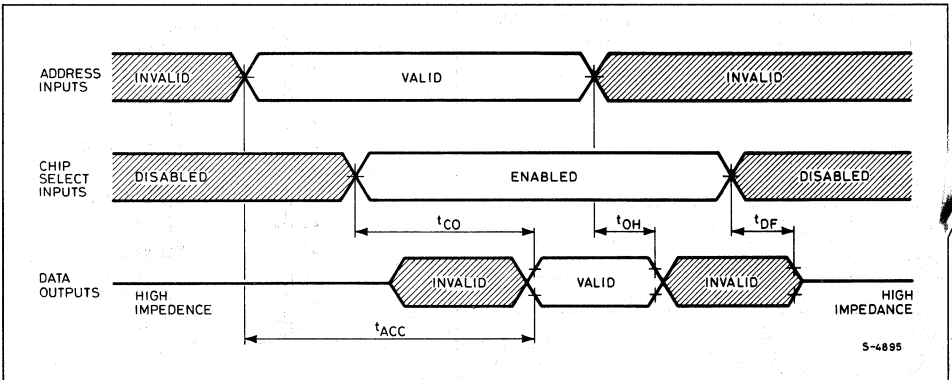 ADDRESS
INPUTS
INVALID
VALID
INVALID
CHIP
SELECT
INPUTS
DISABLED
ENABLED
DISABLED
tCO
tOH
tDF
DATA
OUTPUTS
HIGH
IMPEDENCE
INVALID
VALID
INVALID
HIGH
IMPEDANCE
tACC
S-4895